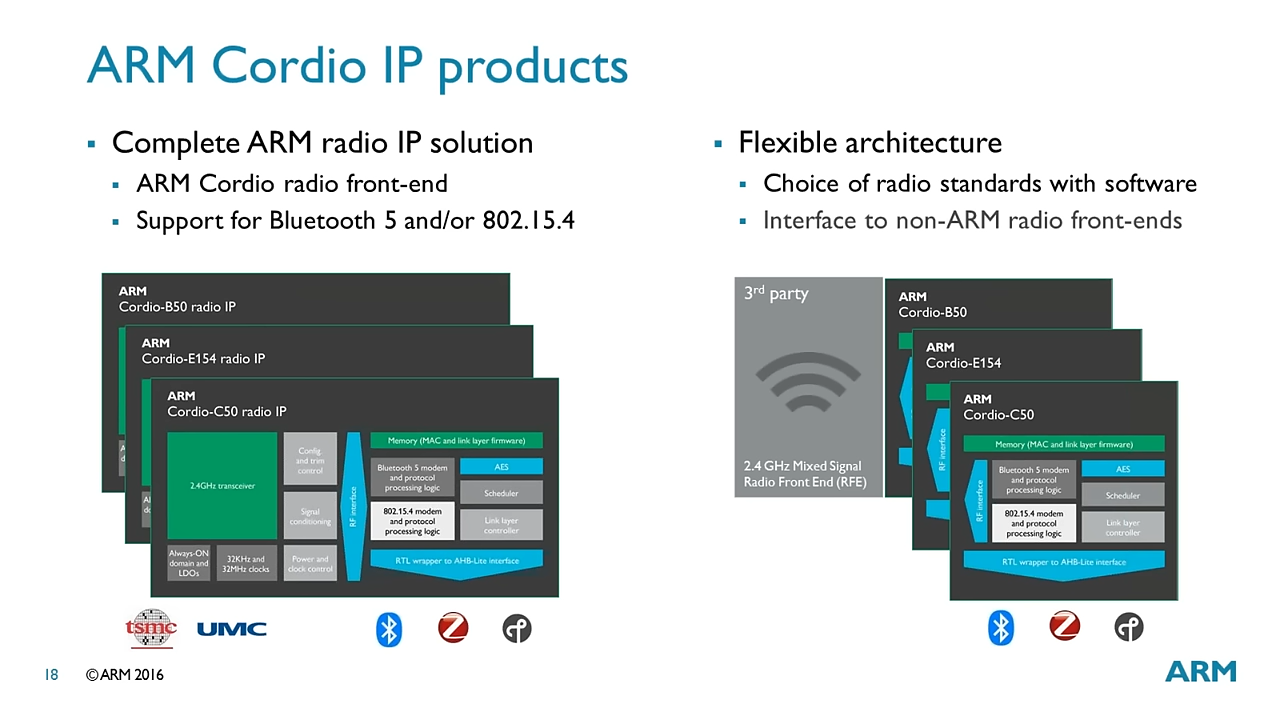 ARM Cordio IP products
▪ Complete ARM radio IP solution
▪ ARM Cordio radio front-end
▪ Support for Bluetooth 5 and/or 802.15.4
▪ Flexible architecture
▪ Choice of radio standards with software
▪ Interface to non-ARM radio front-ends
ARM
Cordio-B50 radio IP
ARM
Cordio-E154 radio IP
ARM
Cordio-C50 radio IP
2.4GHz transceiver
Config
and trim
control
Signal
conditioning
Always-ON
domain and
LDOs
32KHz and
32MHz clocks
Power and
clock control
RF interface
Memory (MAC and link layer firmware)
Bluetooth 5 modem
and protocol
processing logic
AES
Scheduler
802.15.4 modem
and protocol
processing logic
Link layer
controller
RTL wrapper to AHB-Lite interface
tsmc
UMC
3rd party
2.4 GHz Mixed Signal
Radio Front End (RFE)
ARM
Cordio-B50
ARM
Cordio-E154
RF interface
ARM
Cordio-C50
Memory (MAC and link layer firmware)
RF interface
Bluetooth 5 modem
and protocol
processing logic
AES
Scheduler
802.15.4 modem
and protocol
processing logic
Link layer
controller
RTL wrapper to AHB-Lite interface
18 ©ARM 2016
ARM